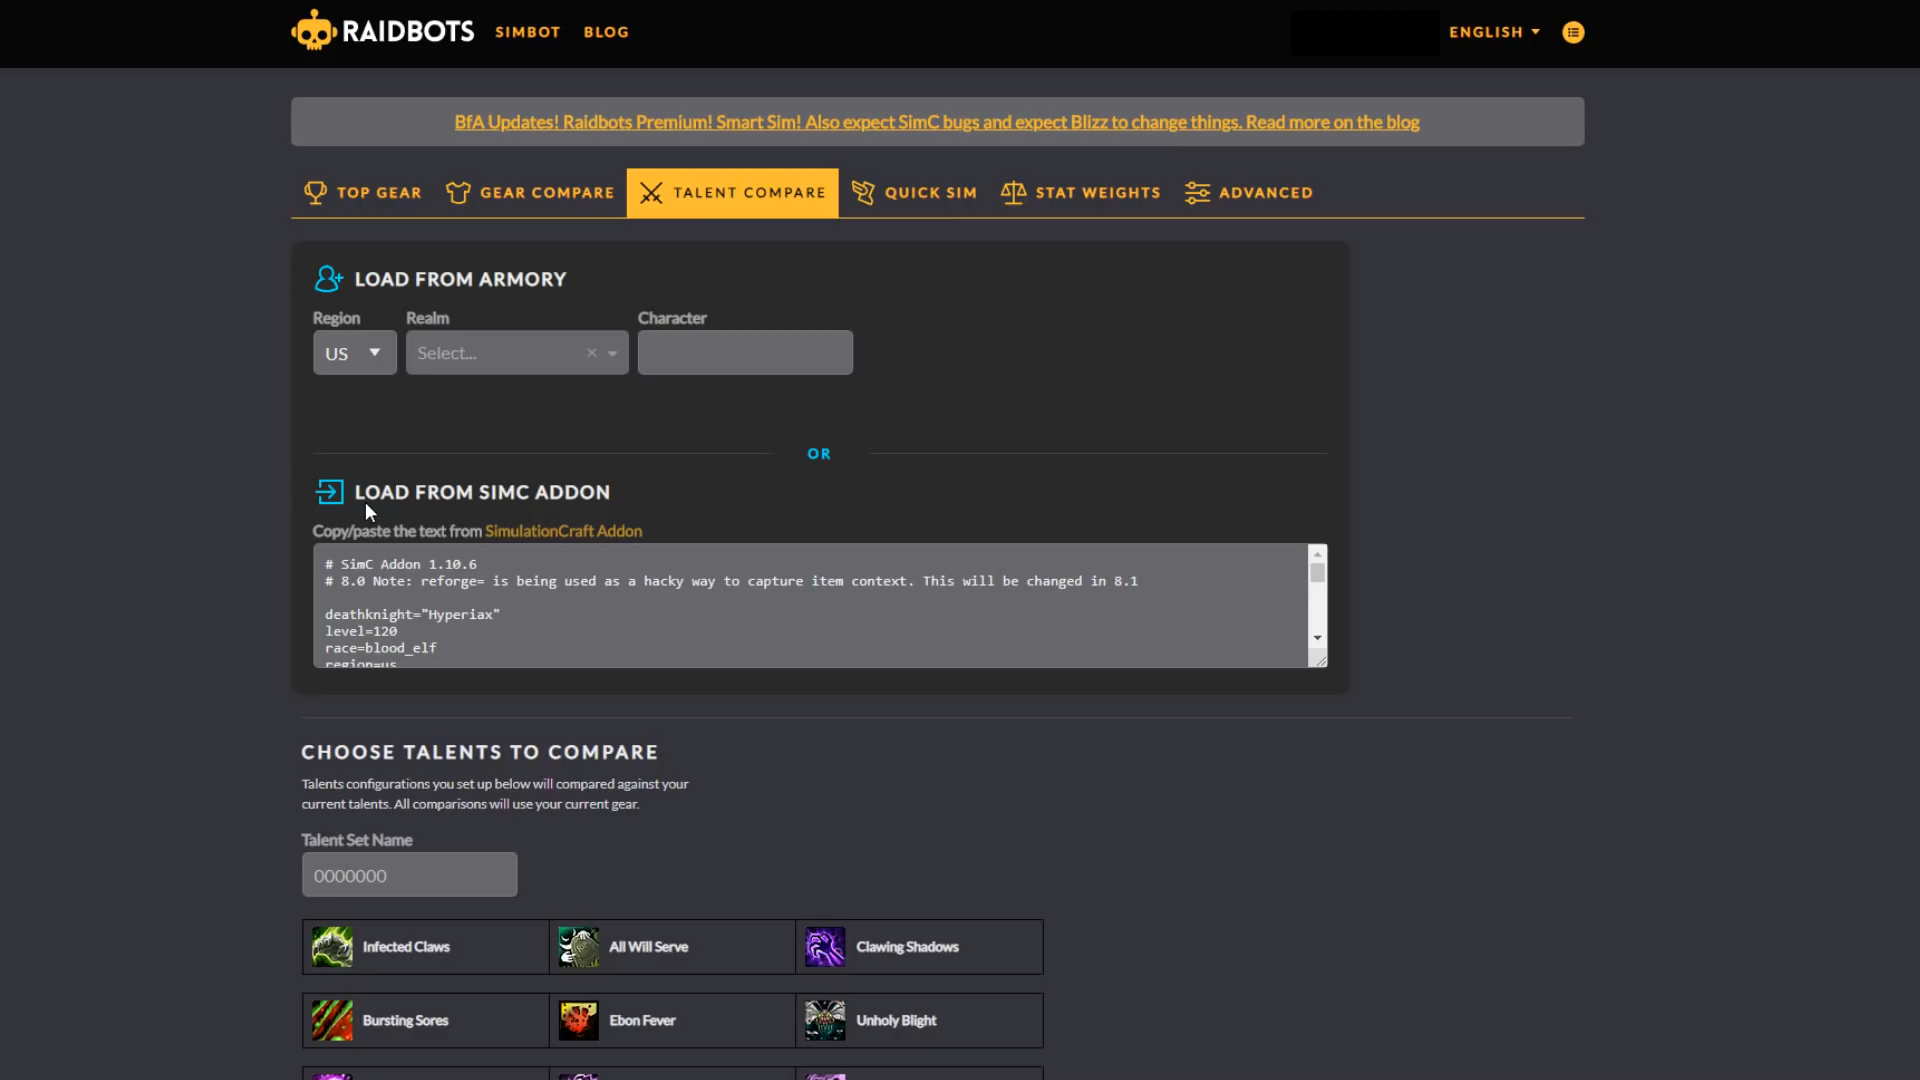 RAIDBOTS SIMBOT BLOG ENGLISH
BfA Updates! Raidbots Premium! Smart Sim! Also expect SimC bugs and expect Blizz to change things. Read more on the blog
TOP GEAR GEAR COMPARE TALENT COMPARE QUICK SIM STAT WEIGHTS ADVANCED
LOAD FROM ARMORY
Region Realm Character
US Select...
OR
LOAD FROM SIMC ADDON
Copy/paste the text from SimulationCraft Addon
# SimC Addon 1.10.6
# 8.0 Note: reforge= is being used as a hacky way to capture item context. This will be changed in 8.1
deathknight="Hyperiax"
level=120
race=blood_elf
region=us
CHOOSE TALENTS TO COMPARE
Talents configurations you set up below will compared against your
current talents. All comparisons will use your current gear.
Talent Set Name
0000000
Infected Claws All Will Serve Clawing Shadows
Bursting Sores Ebon Fever Unholy Blight